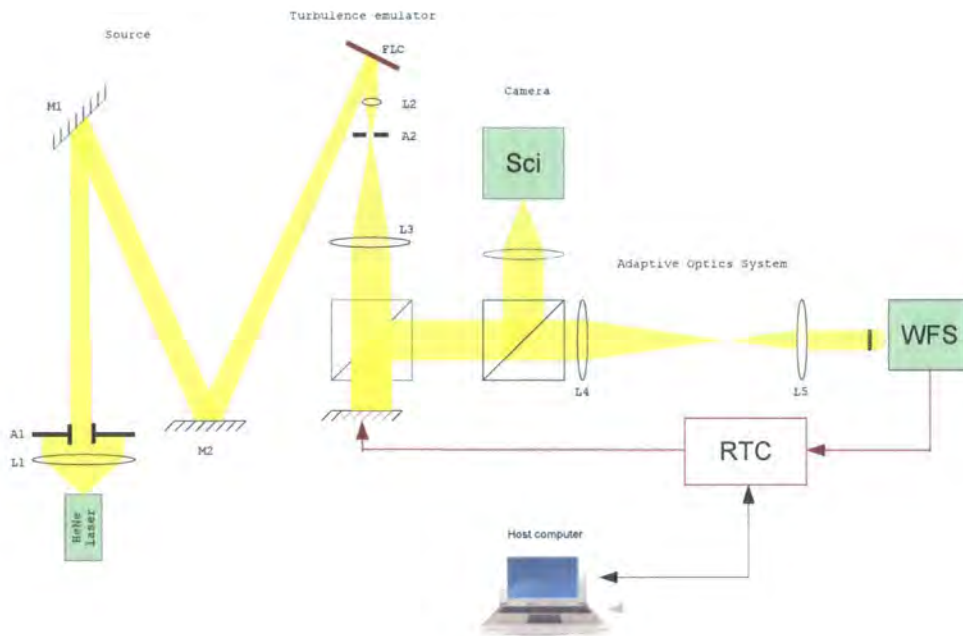 Turbulence emulator
Source
FLC
M1
L2
Camera
A2
Sci
L3
Adaptive Optics System
WFS
L4
L5
A1
M2
L1
RTC
HeNe
laser
Host computer